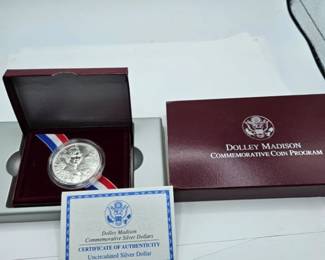 DOLLEY MADISON
COMMEMORATIVE COIN PROGRAM
Dolley Madison
Commemorative Silver Dollars
CERTIFICATE OF AUTHENTICITY
Uncirculated Silver Dollar